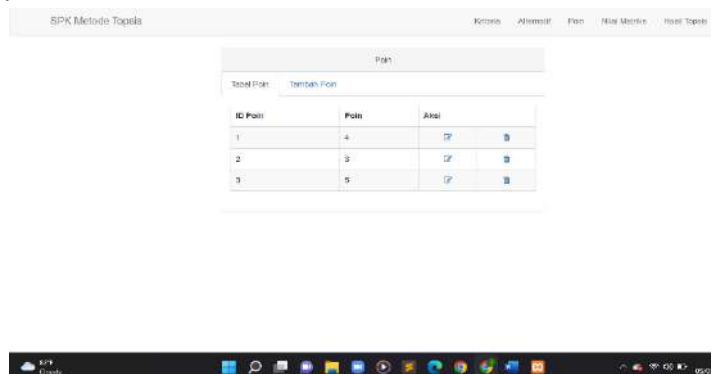 SPK Metode Topsis
Kriteria Alternatif Poin Nilai Matriks Hasil Topsis
Poin
Tabel Poin Tambah Poin
ID Poin Poin Aksi
1 4
2 3
3 5
Cloudy